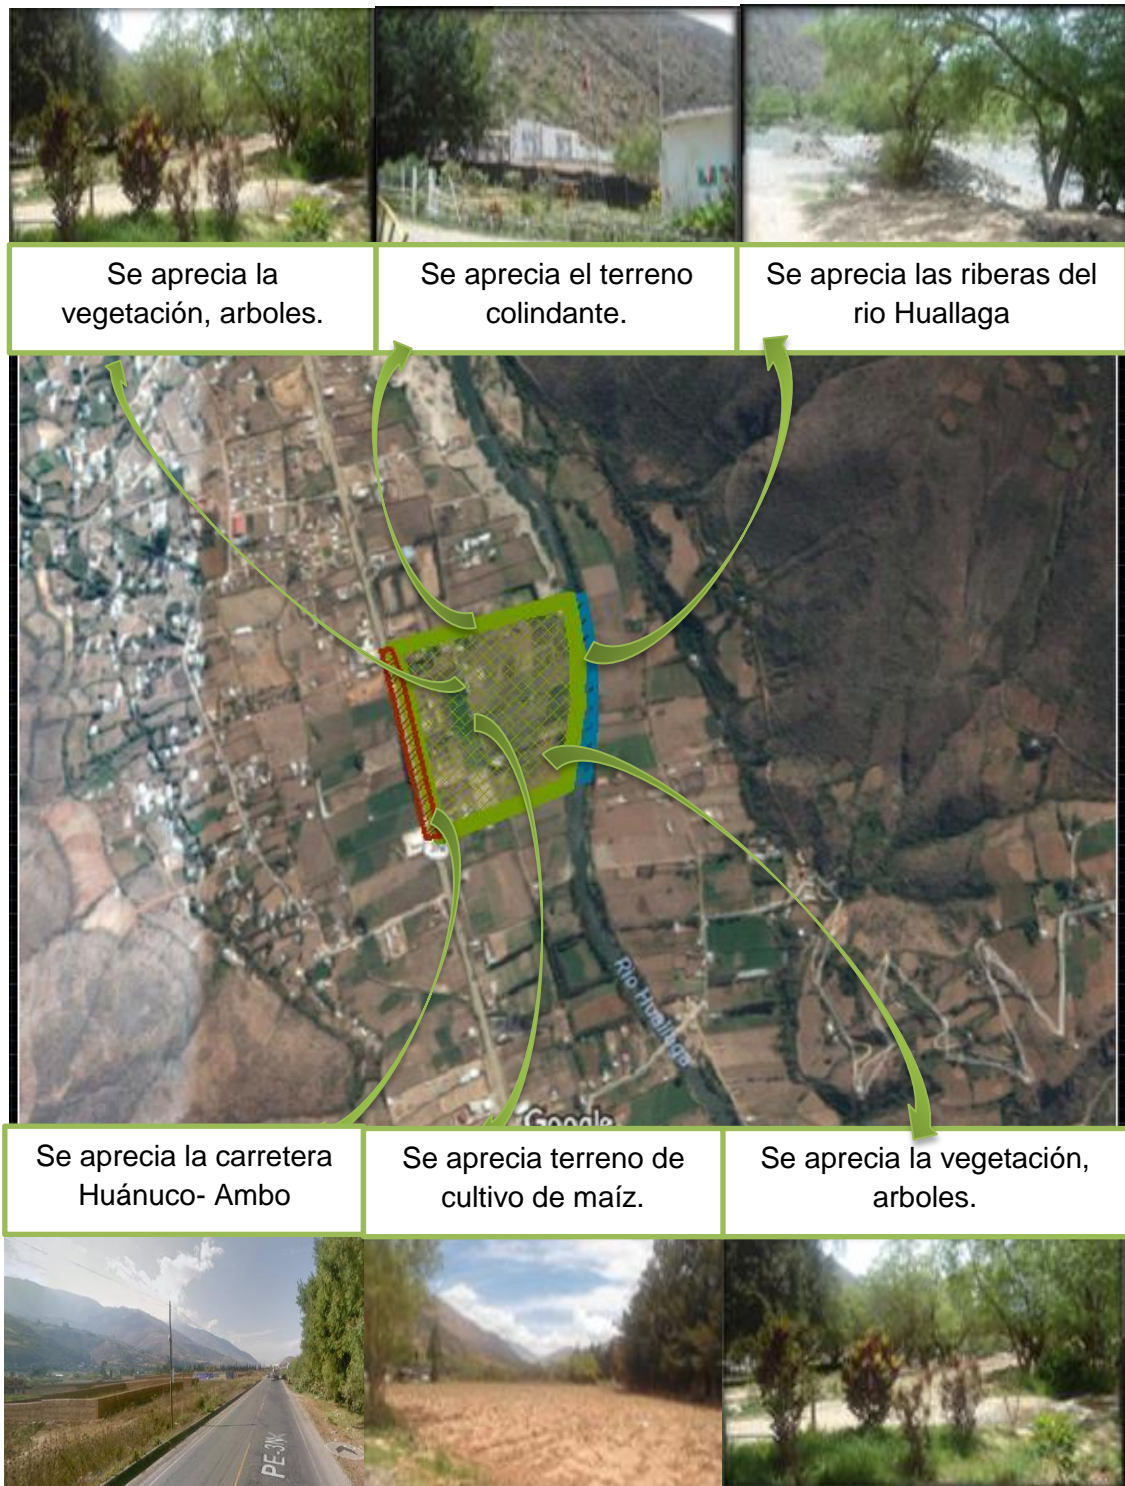 Se aprecia la
vegetación, arboles.
Se aprecia el terreno
colindante.
Se aprecia las riberas del
rio Huallaga
Río Huallaga
Google
Se aprecia la carretera
Huánuco- Ambo
Se aprecia terreno de
cultivo de maíz.
Se aprecia la vegetación,
arboles.
PE-3N